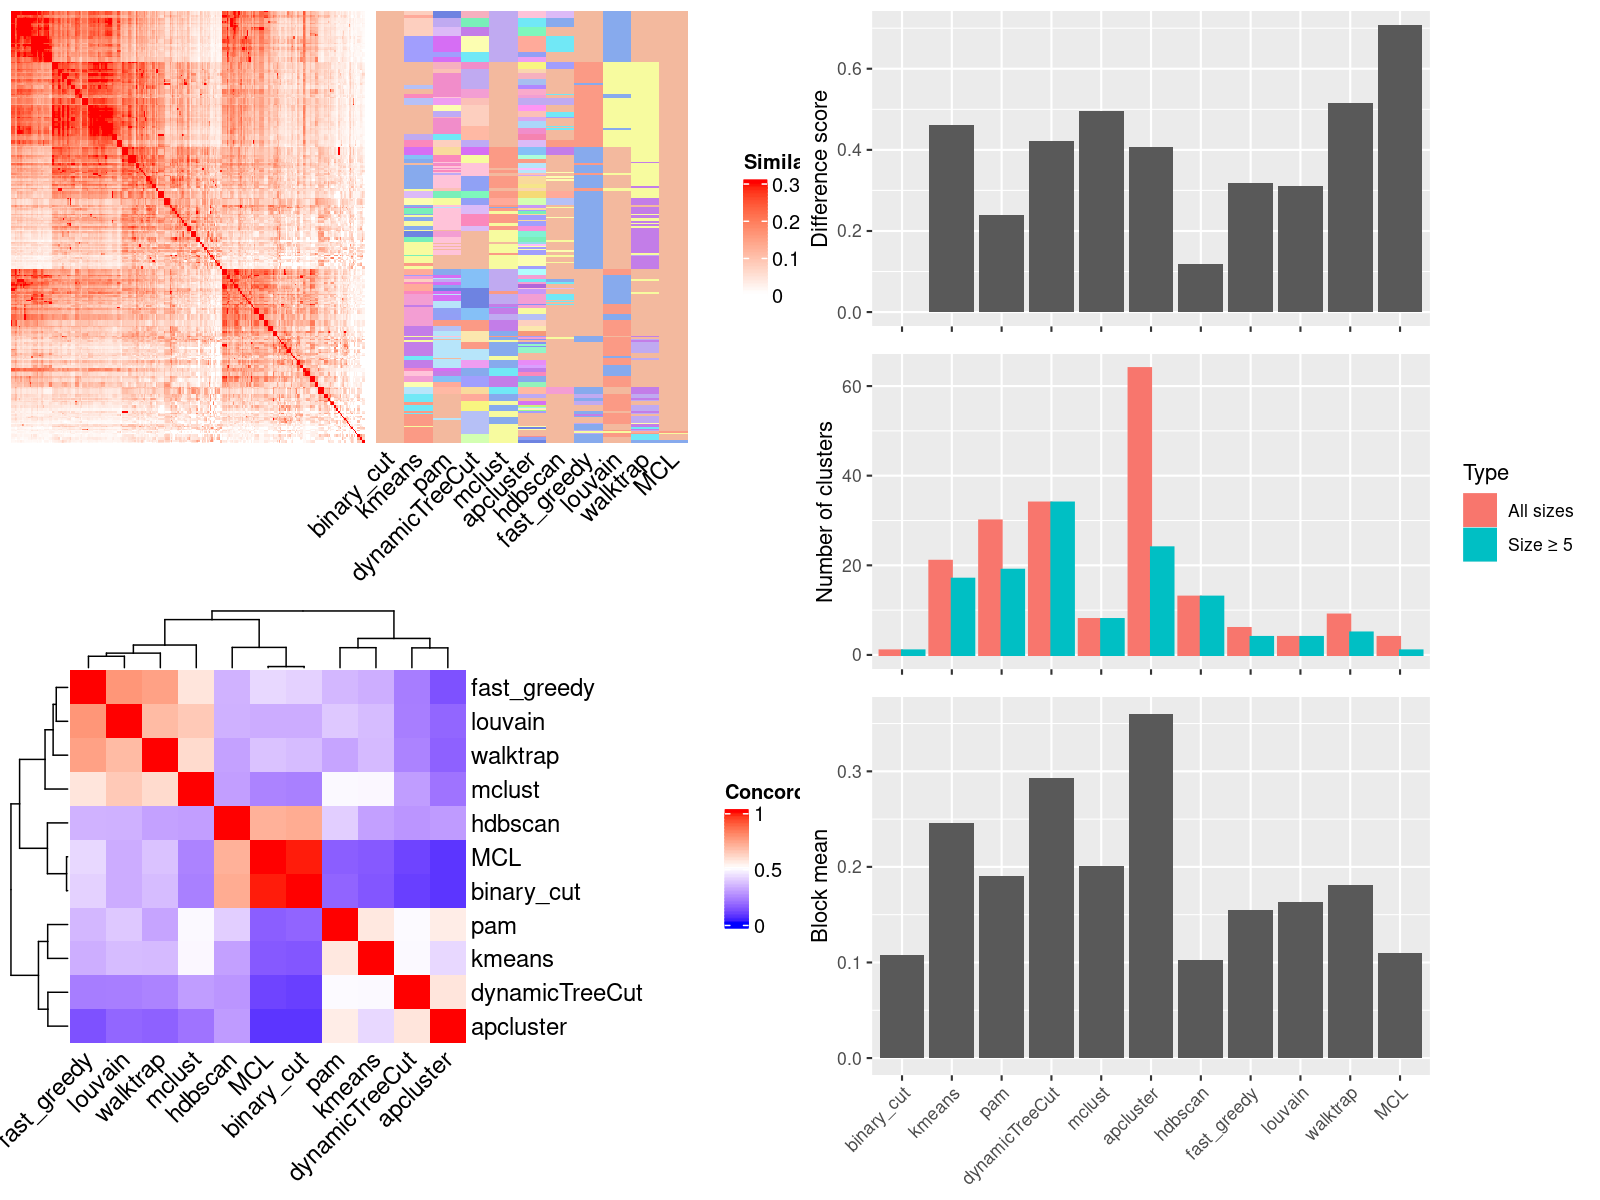 Simila
0.3
0.2
0.1
0
binary_cut
kmeans
pam
dynamicTreeCut
mclust
apcluster
hdbscan
fast_greedy
louvain
walktrap
MCL
fast_greedy
louvain
walktrap
mclust
hdbscan
MCL
binary_cut
pam
kmeans
dynamicTreeCut
apcluster
fast_greedy
louvain
walktrap
mclust
hdbscan
MCL
binary_cut
pam
kmeans
dynamicTreeCut
apcluster
Concord
1
0.5
0
Difference score
0.6
0.4
0.2
0.0
Number of clusters
60
40
20
0
Type
All sizes
Size ≥ 5
Block mean
0.3
0.2
0.1
0.0
binary_cut
kmeans
pam
dynamicTreeCut
mclust
apcluster
hdbscan
fast_greedy
louvain
walktrap
MCL